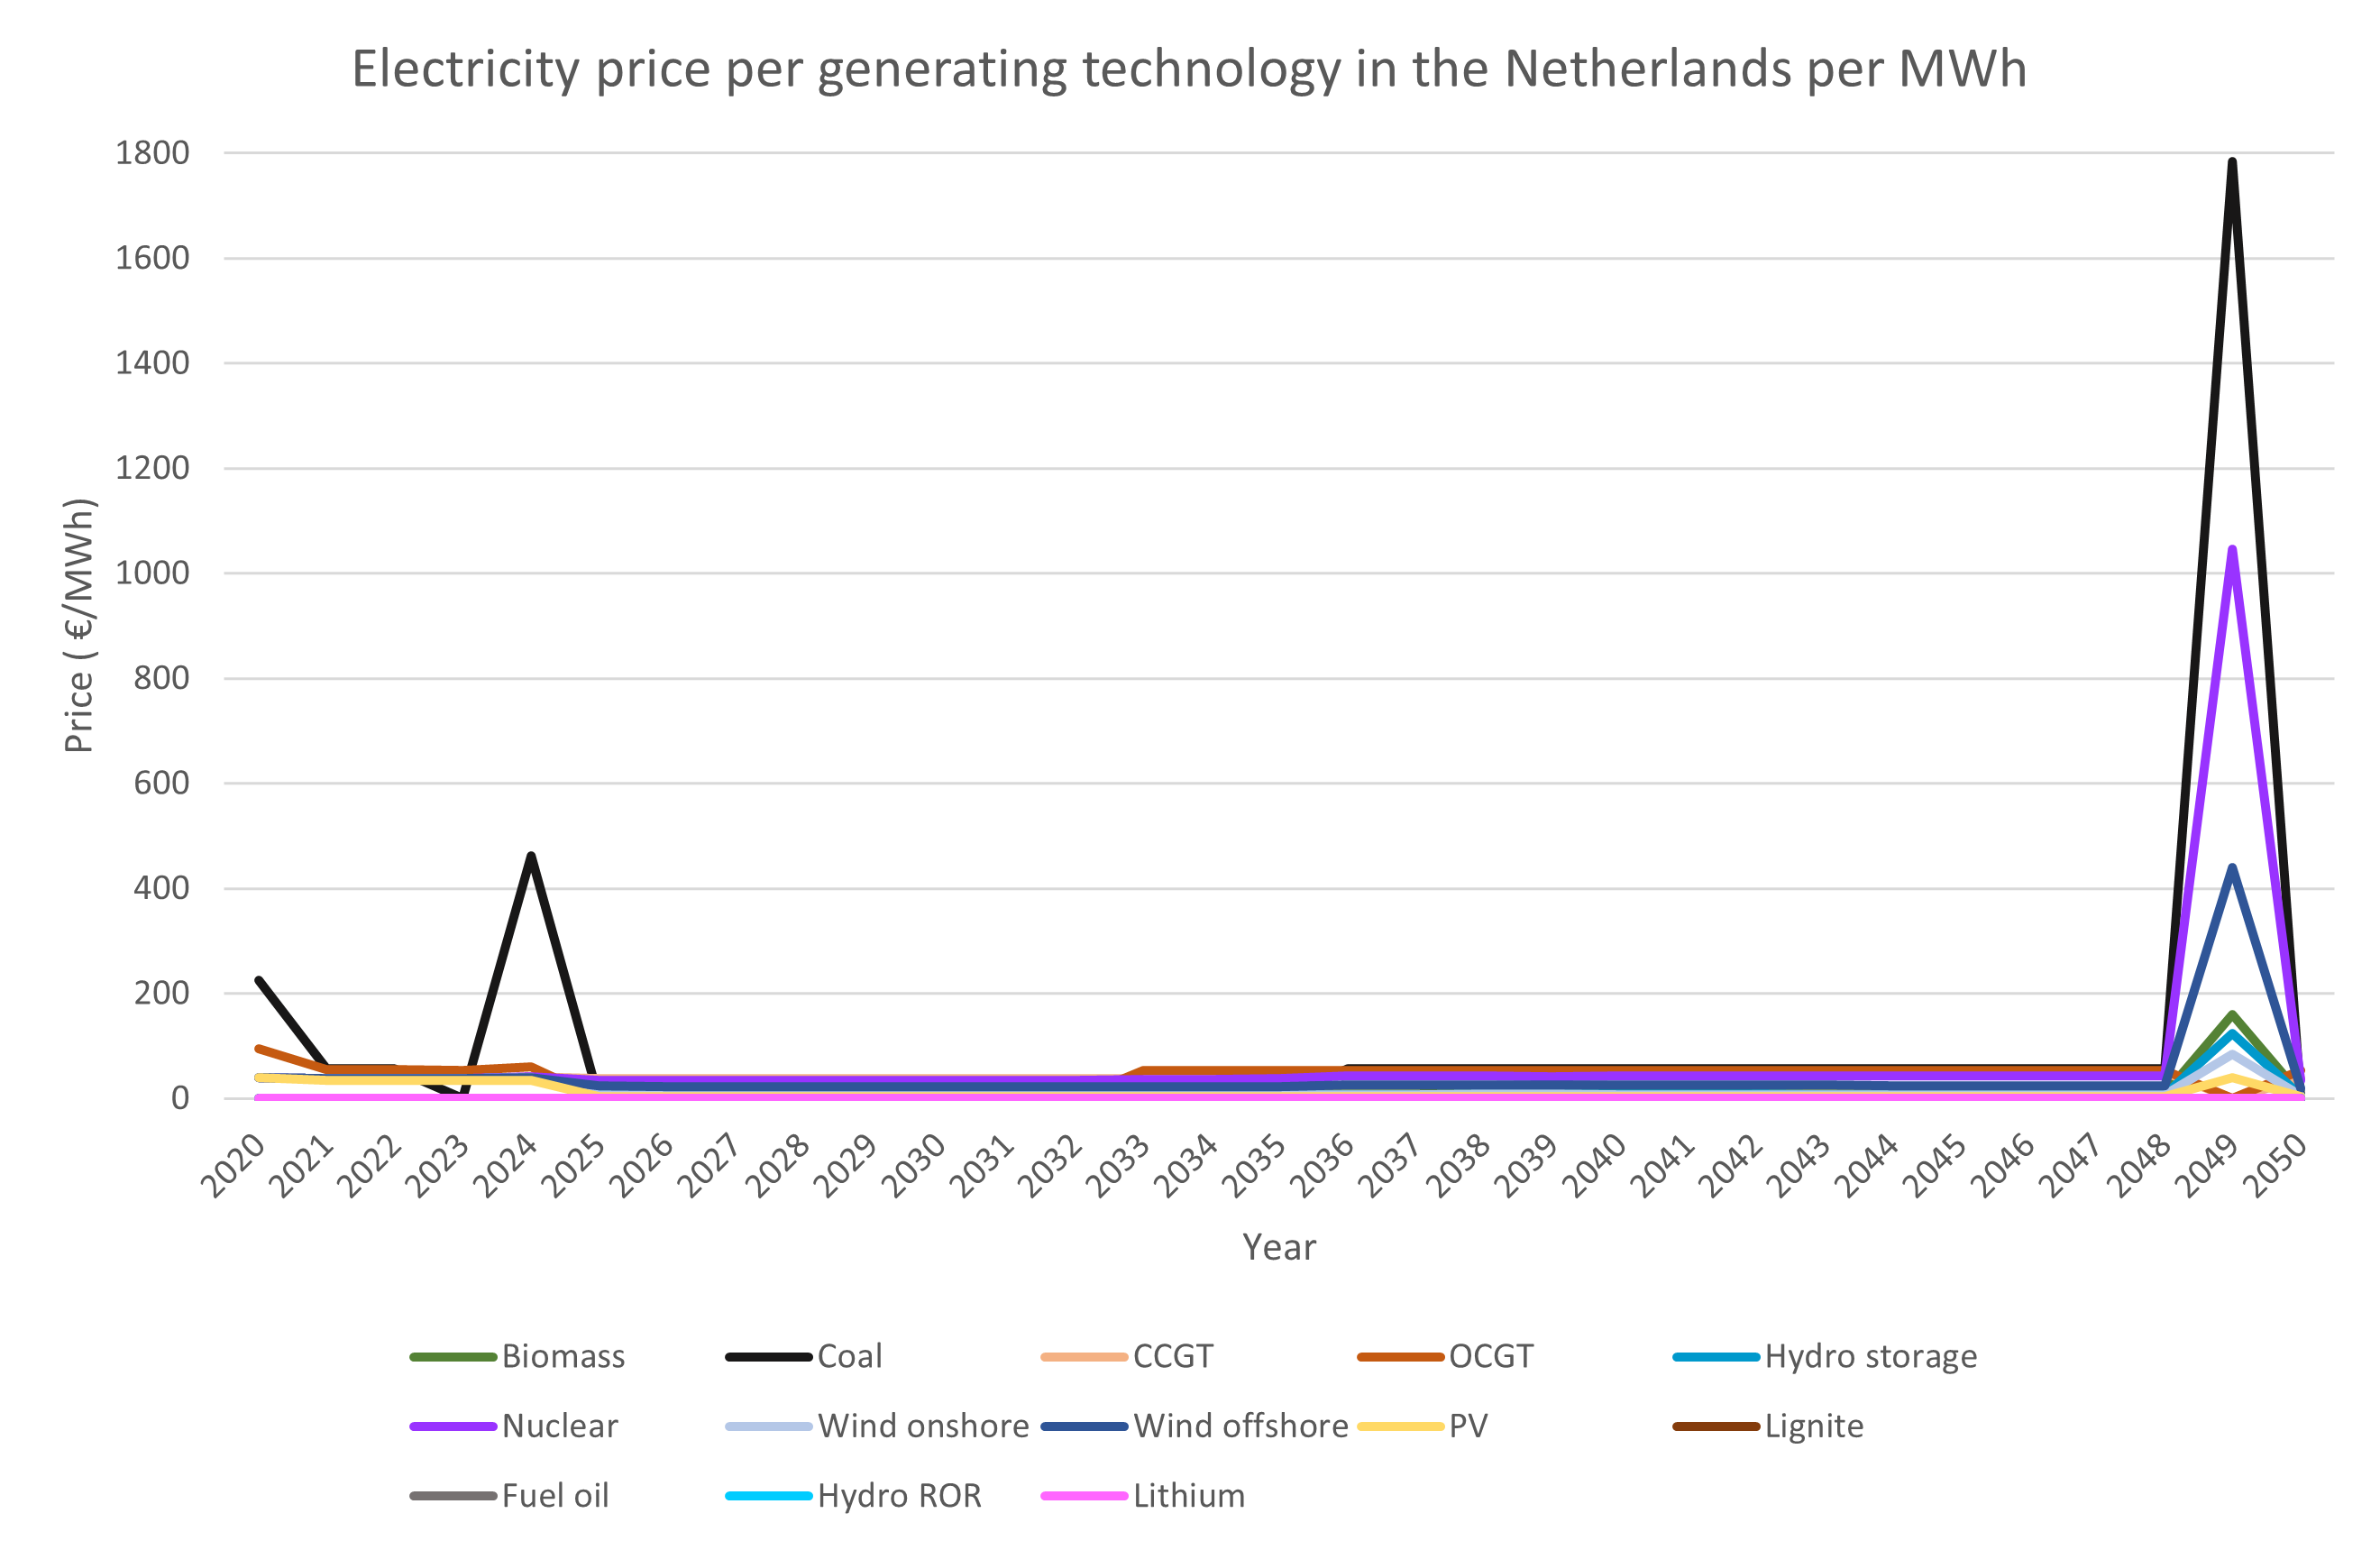 Electricity price per generating technology in the Netherlands per MWh
Price ( €/MWh)
1800
1600
1400
1200
1000
800
600
400
200
0
2020 2021 2022 2023 2024 2025 2026 2027 2028 2029 2030 2031 2032 2033 2034 2035 2036 2037 2038 2039 2040 2041 2042 2043 2044 2045 2046 2047 2048 2049 2050
Year
Biomass Coal CCGT OCGT Hydro storage
Nuclear Wind onshore Wind offshore PV Lignite
Fuel oil Hydro ROR Lithium